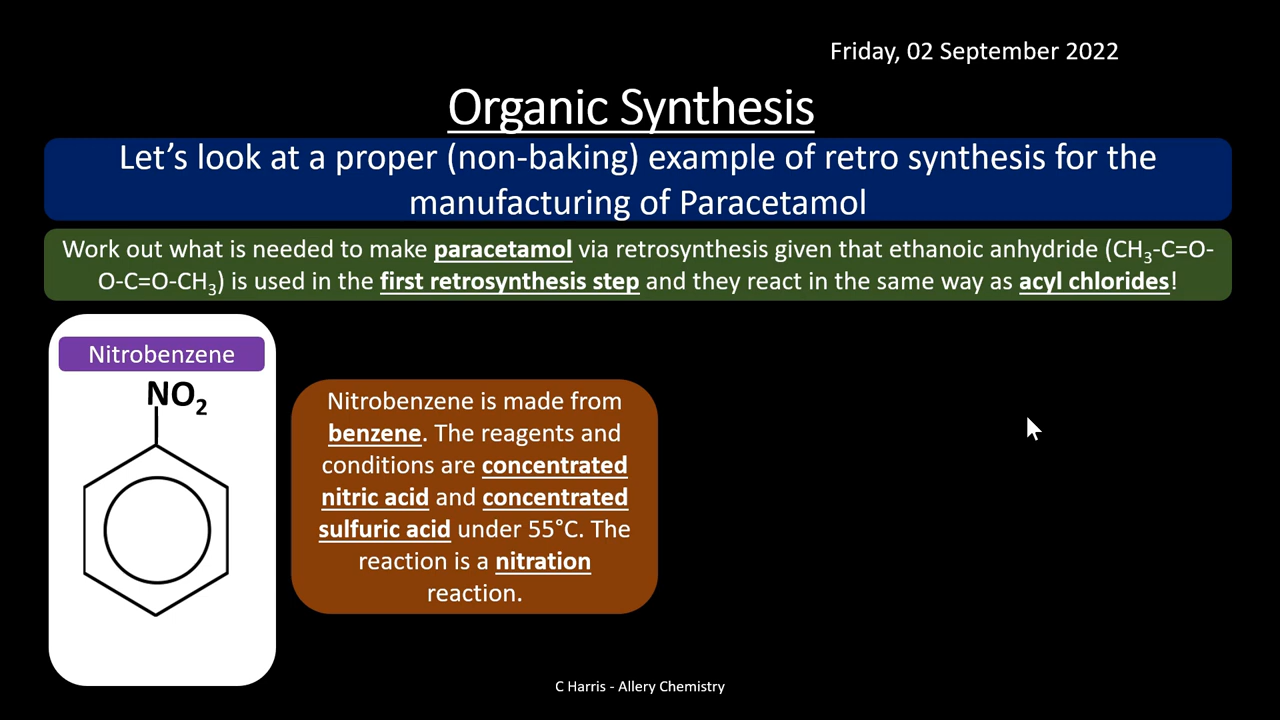 Friday, 02 September 2022
Organic Synthesis
Let’s look at a proper (non-baking) example of retro synthesis for the
manufacturing of Paracetamol
Work out what is needed to make paracetamol via retrosynthesis given that ethanoic anhydride (CH₃-C=O-
O-C=O-CH₃) is used in the first retrosynthesis step and they react in the same way as acyl chlorides!
Nitrobenzene
NO₂
Nitrobenzene is made from
benzene. The reagents and
conditions are concentrated
nitric acid and concentrated
sulfuric acid under 55°C. The
reaction is a nitration
reaction.
C Harris - Allery Chemistry